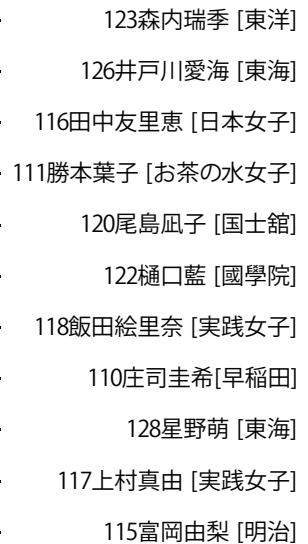 123森内瑞季 [東洋]
126井戸川愛海 [東海]
116田中友里恵 [日本女子]
111勝本葉子 [お茶の水女子]
120尾島凪子 [国士舘]
122樋口藍 [國學院]
118飯田絵里奈 [実践女子]
110庄司圭希[早稲田]
128星野萌 [東海]
117上村真由 [実践女子]
115富岡由梨 [明治]